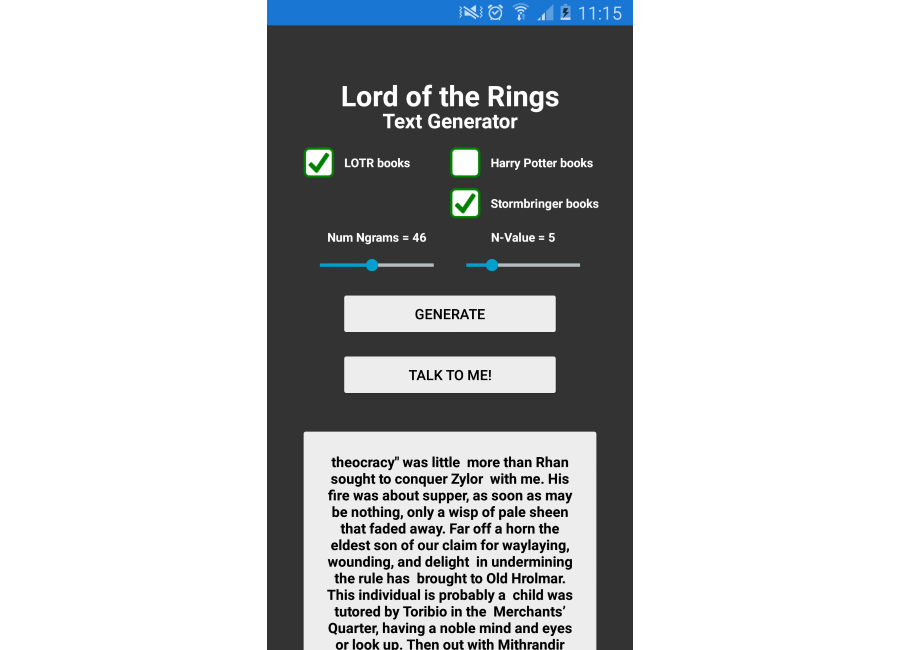 11:15
Lord of the Rings
Text Generator
LOTR books
Harry Potter books
Stormbringer books
Num Ngrams = 46
N-Value = 5
GENERATE
TALK TO ME!
theocracy" was little  more than Rhan
sought to conquer Zylor  with me. His
fire was about supper, as soon as may
be nothing, only a wisp of pale sheen
that faded away. Far off a horn the
eldest son of our claim for waylaying,
wounding, and delight  in undermining
the rule has  brought to Old Hrolmar.
This individual is probably a  child was
tutored by Toribio in the  Merchants’
Quarter, having a noble mind and eyes
or look up. Then out with Mithrandir